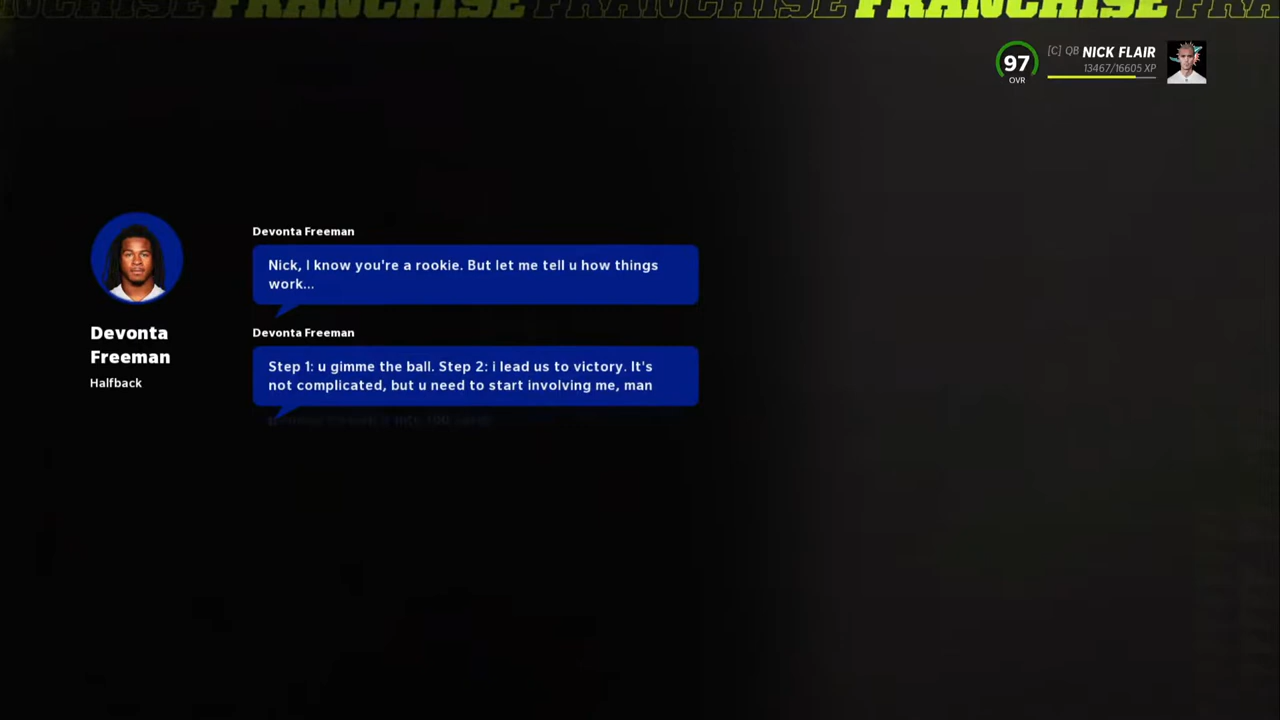 FRANCHISE FRANCHISE FRANCHISE FRANCHISE FRA
97
OVR
[C] QB NICK FLAIR
13467/16605 XP
Devonta Freeman
Nick, I know you're a rookie. But let me tell u how things
work...
Devonta
Freeman
Halfback
Devonta Freeman
Step 1: u gimme the ball. Step 2: i lead us to victory. It's
not complicated, but u need to start involving me, man